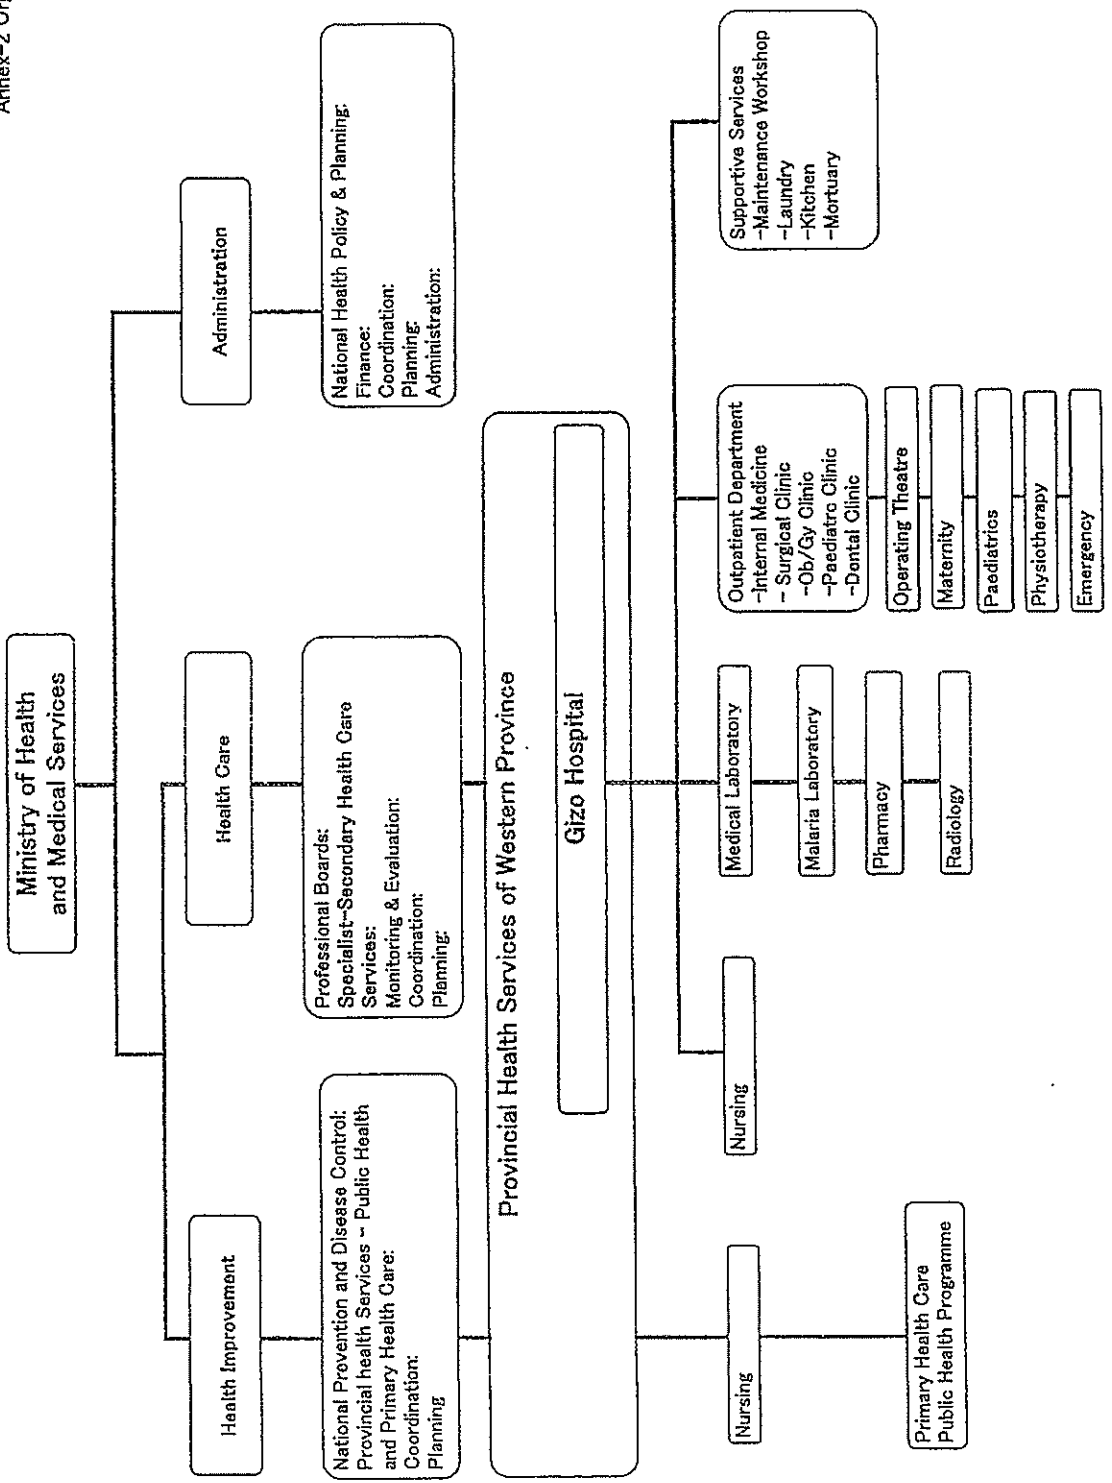 Annex-2
Ministry of Health
and Medical Services
Health Improvement
Health Care
Administration
National Prevention and Disease Control:
Provincial health Services - Public Health
and Primary Health Care:
Coordination:
Planning
Professional Boards:
Specialist-Secondary Health Care
Services:
Monitoring & Evaluation:
Coordination:
Planning:
National Health Policy & Planning:
Finance:
Coordination:
Planning:
Administration:
Provincial Health Services of Western Province
Gizo Hospital
Nursing
Primary Health Care
Public Health Programme
Nursing
Medical Laboratory
Malaria Laboratory
Pharmacy
Radiology
Outpatient Department
-Internal Medicine
- Surgical Clinic
-Ob/Gy Clinic
-Paediatrc Clinic
-Dental Clinic
Operating Theatre
Maternity
Paediatrics
Physiotherapy
Emergency
Supportive Services
-Maintenance Workshop
-Laundry
-Kitchen
-Mortuary